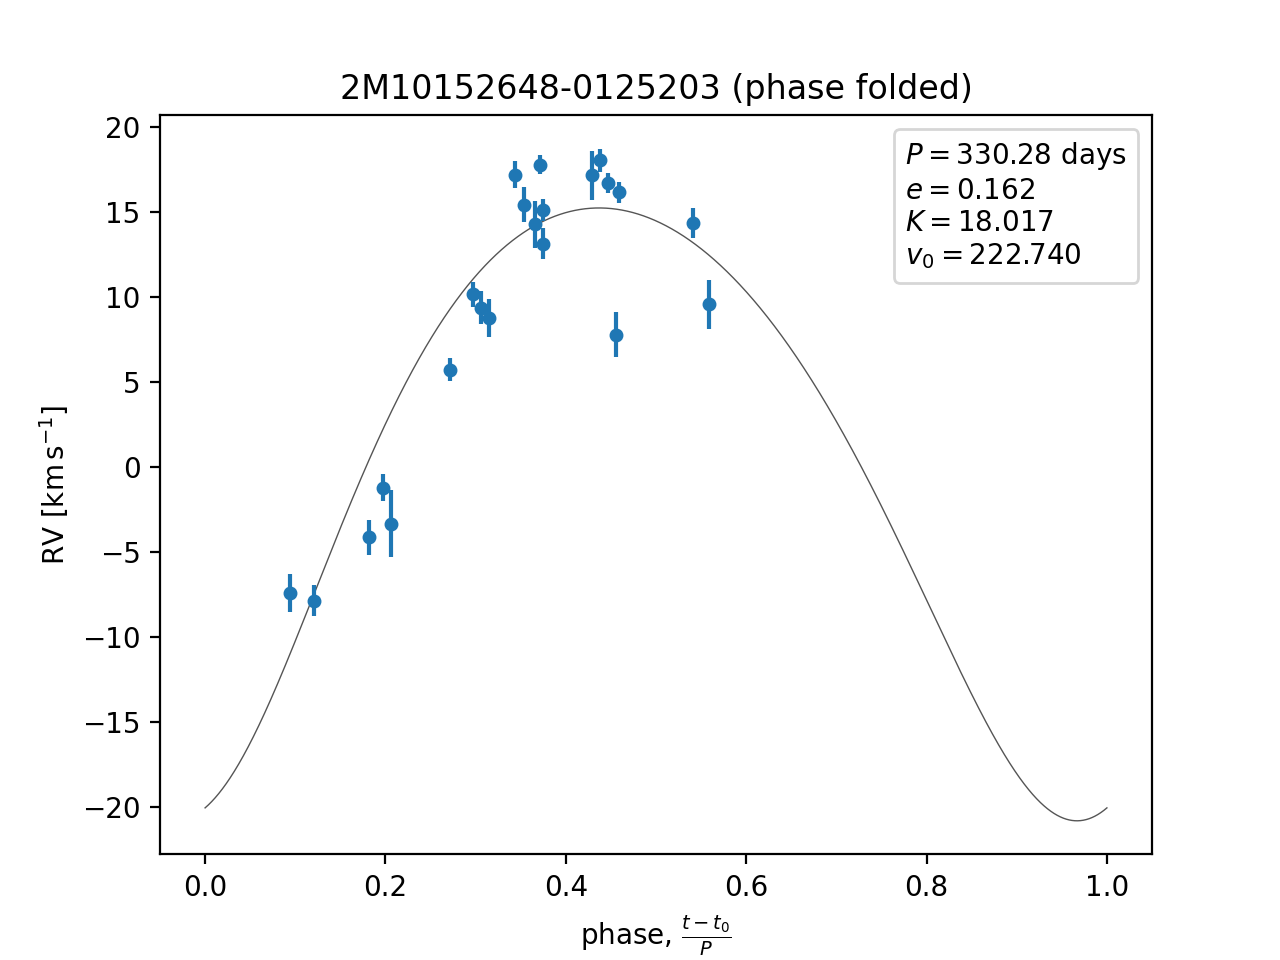 2M10152648-0125203 (phase folded)
P = 330.28 days
e = 0.162
K = 18.017
v₀ = 222.740
20
15
10
5
0
−5
−10
−15
−20
RV [km s⁻¹]
0.0 0.2 0.4 0.6 0.8 1.0
phase, (t − t₀)/P